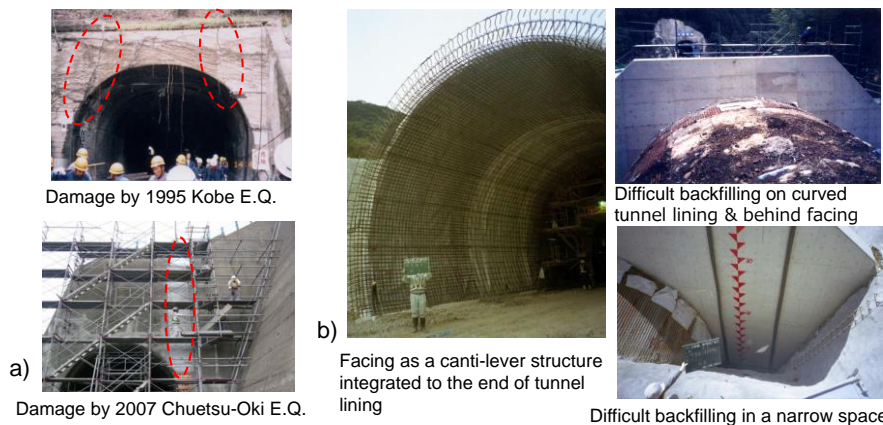 Damage by 1995 Kobe E.Q.
a)
Damage by 2007 Chuetsu-Oki E.Q.
b)
Facing as a canti-lever structure
integrated to the end of tunnel
lining
Difficult backfilling on curved
tunnel lining & behind facing
Difficult backfilling in a narrow space